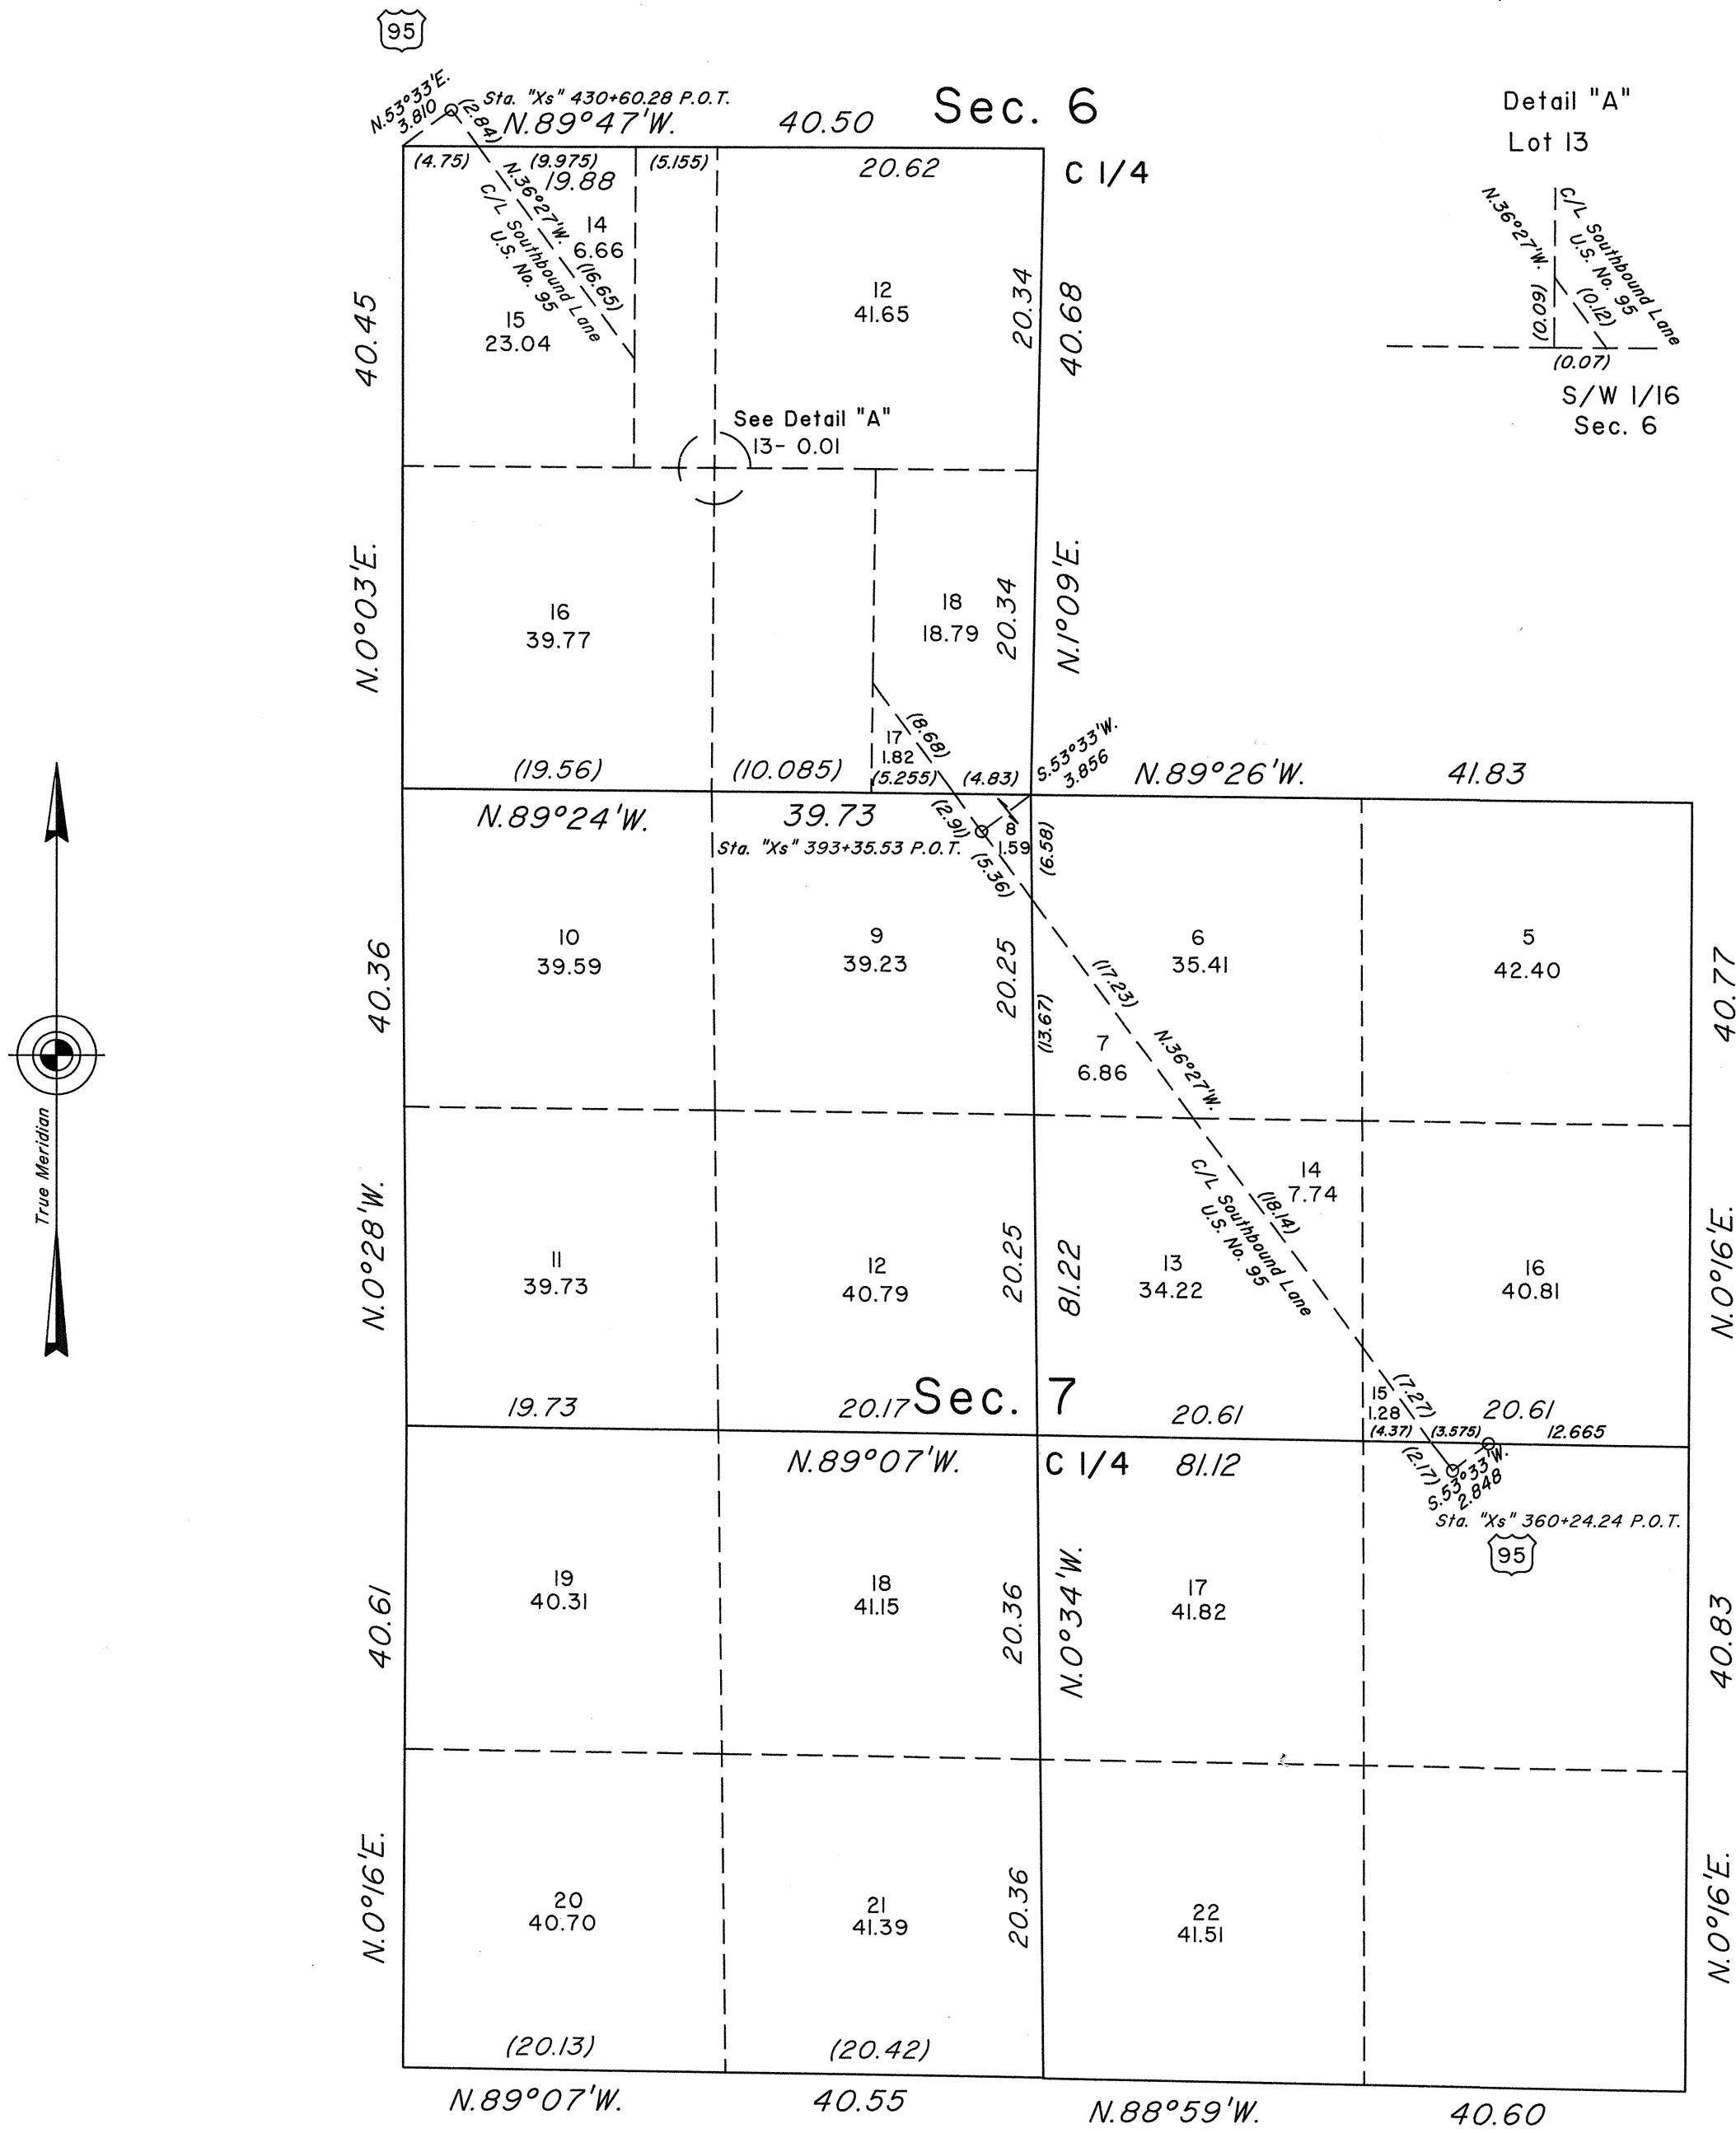 95
N.53°33'E.
3.810
(2.84)
Sta. "Xs" 430+60.28 P.O.T.
N.89°47'W.
40.50
Sec. 6
Detail "A"
Lot 13
(4.75)
(9.975)
(5.155)
19.88
20.62
C 1/4
N.36°27'W.
C/L Southbound Lane
U.S. No. 95
(16.65)
14
6.66
15
23.04
12
41.65
20.34
40.68
40.45
N.36°27'W.
C/L Southbound Lane
U.S. No. 95
(0.09)
(0.12)
(0.07)
S/W 1/16
Sec. 6
See Detail "A"
13- 0.01
N.0°03'E.
16
39.77
18
18.79
20.34
N.1°09'E.
(8.68)
17
1.82
(19.56)
(10.085)
(5.255)
(4.83)
S.53°33'W.
3.856
N.89°26'W.
41.83
N.89°24'W.
39.73
(2.91)
8
1.59
Sta. "Xs" 393+35.53 P.O.T.
(5.36)
(6.58)
40.36
10
39.59
9
39.23
20.25
(13.67)
6
35.41
5
42.40
40.77
(17.23)
7
6.86
N.36°27'W.
True Meridian
N.0°28'W.
11
39.73
12
40.79
20.25
81.22
14
7.74
(18.14)
C/L Southbound Lane
U.S. No. 95
13
34.22
16
40.81
N.0°16'E.
19.73
20.17
Sec. 7
20.61
15
1.28
(7.27)
20.61
(4.37)
(3.575)
12.665
N.89°07'W.
C 1/4
81.12
(2.17)
S.53°33'W.
2.848
Sta. "Xs" 360+24.24 P.O.T.
95
40.61
19
40.31
18
41.15
20.36
N.0°34'W.
17
41.82
40.83
N.0°16'E.
20
40.70
21
41.39
20.36
22
41.51
N.0°16'E.
(20.13)
(20.42)
N.89°07'W.
40.55
N.88°59'W.
40.60